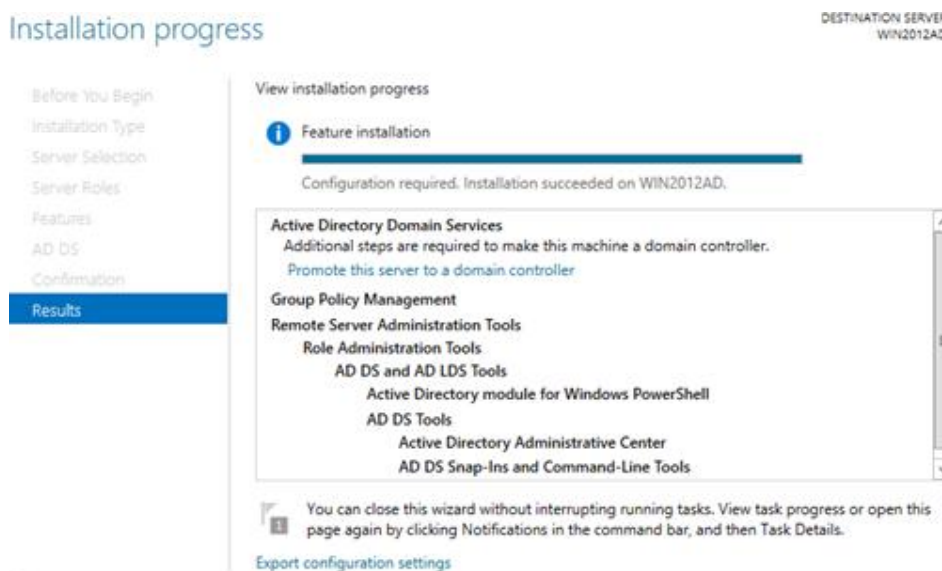 Installation progress
DESTINATION SERVER
WIN2012AD
Before You Begin
Installation Type
Server Selection
Server Roles
Features
AD DS
Confirmation
Results
View installation progress
Feature installation
Configuration required. Installation succeeded on WIN2012AD.
Active Directory Domain Services
Additional steps are required to make this machine a domain controller.
Promote this server to a domain controller
Group Policy Management
Remote Server Administration Tools
Role Administration Tools
AD DS and AD LDS Tools
Active Directory module for Windows PowerShell
AD DS Tools
Active Directory Administrative Center
AD DS Snap-Ins and Command-Line Tools
1
You can close this wizard without interrupting running tasks. View task progress or open this
page again by clicking Notifications in the command bar, and then Task Details.
Export configuration settings